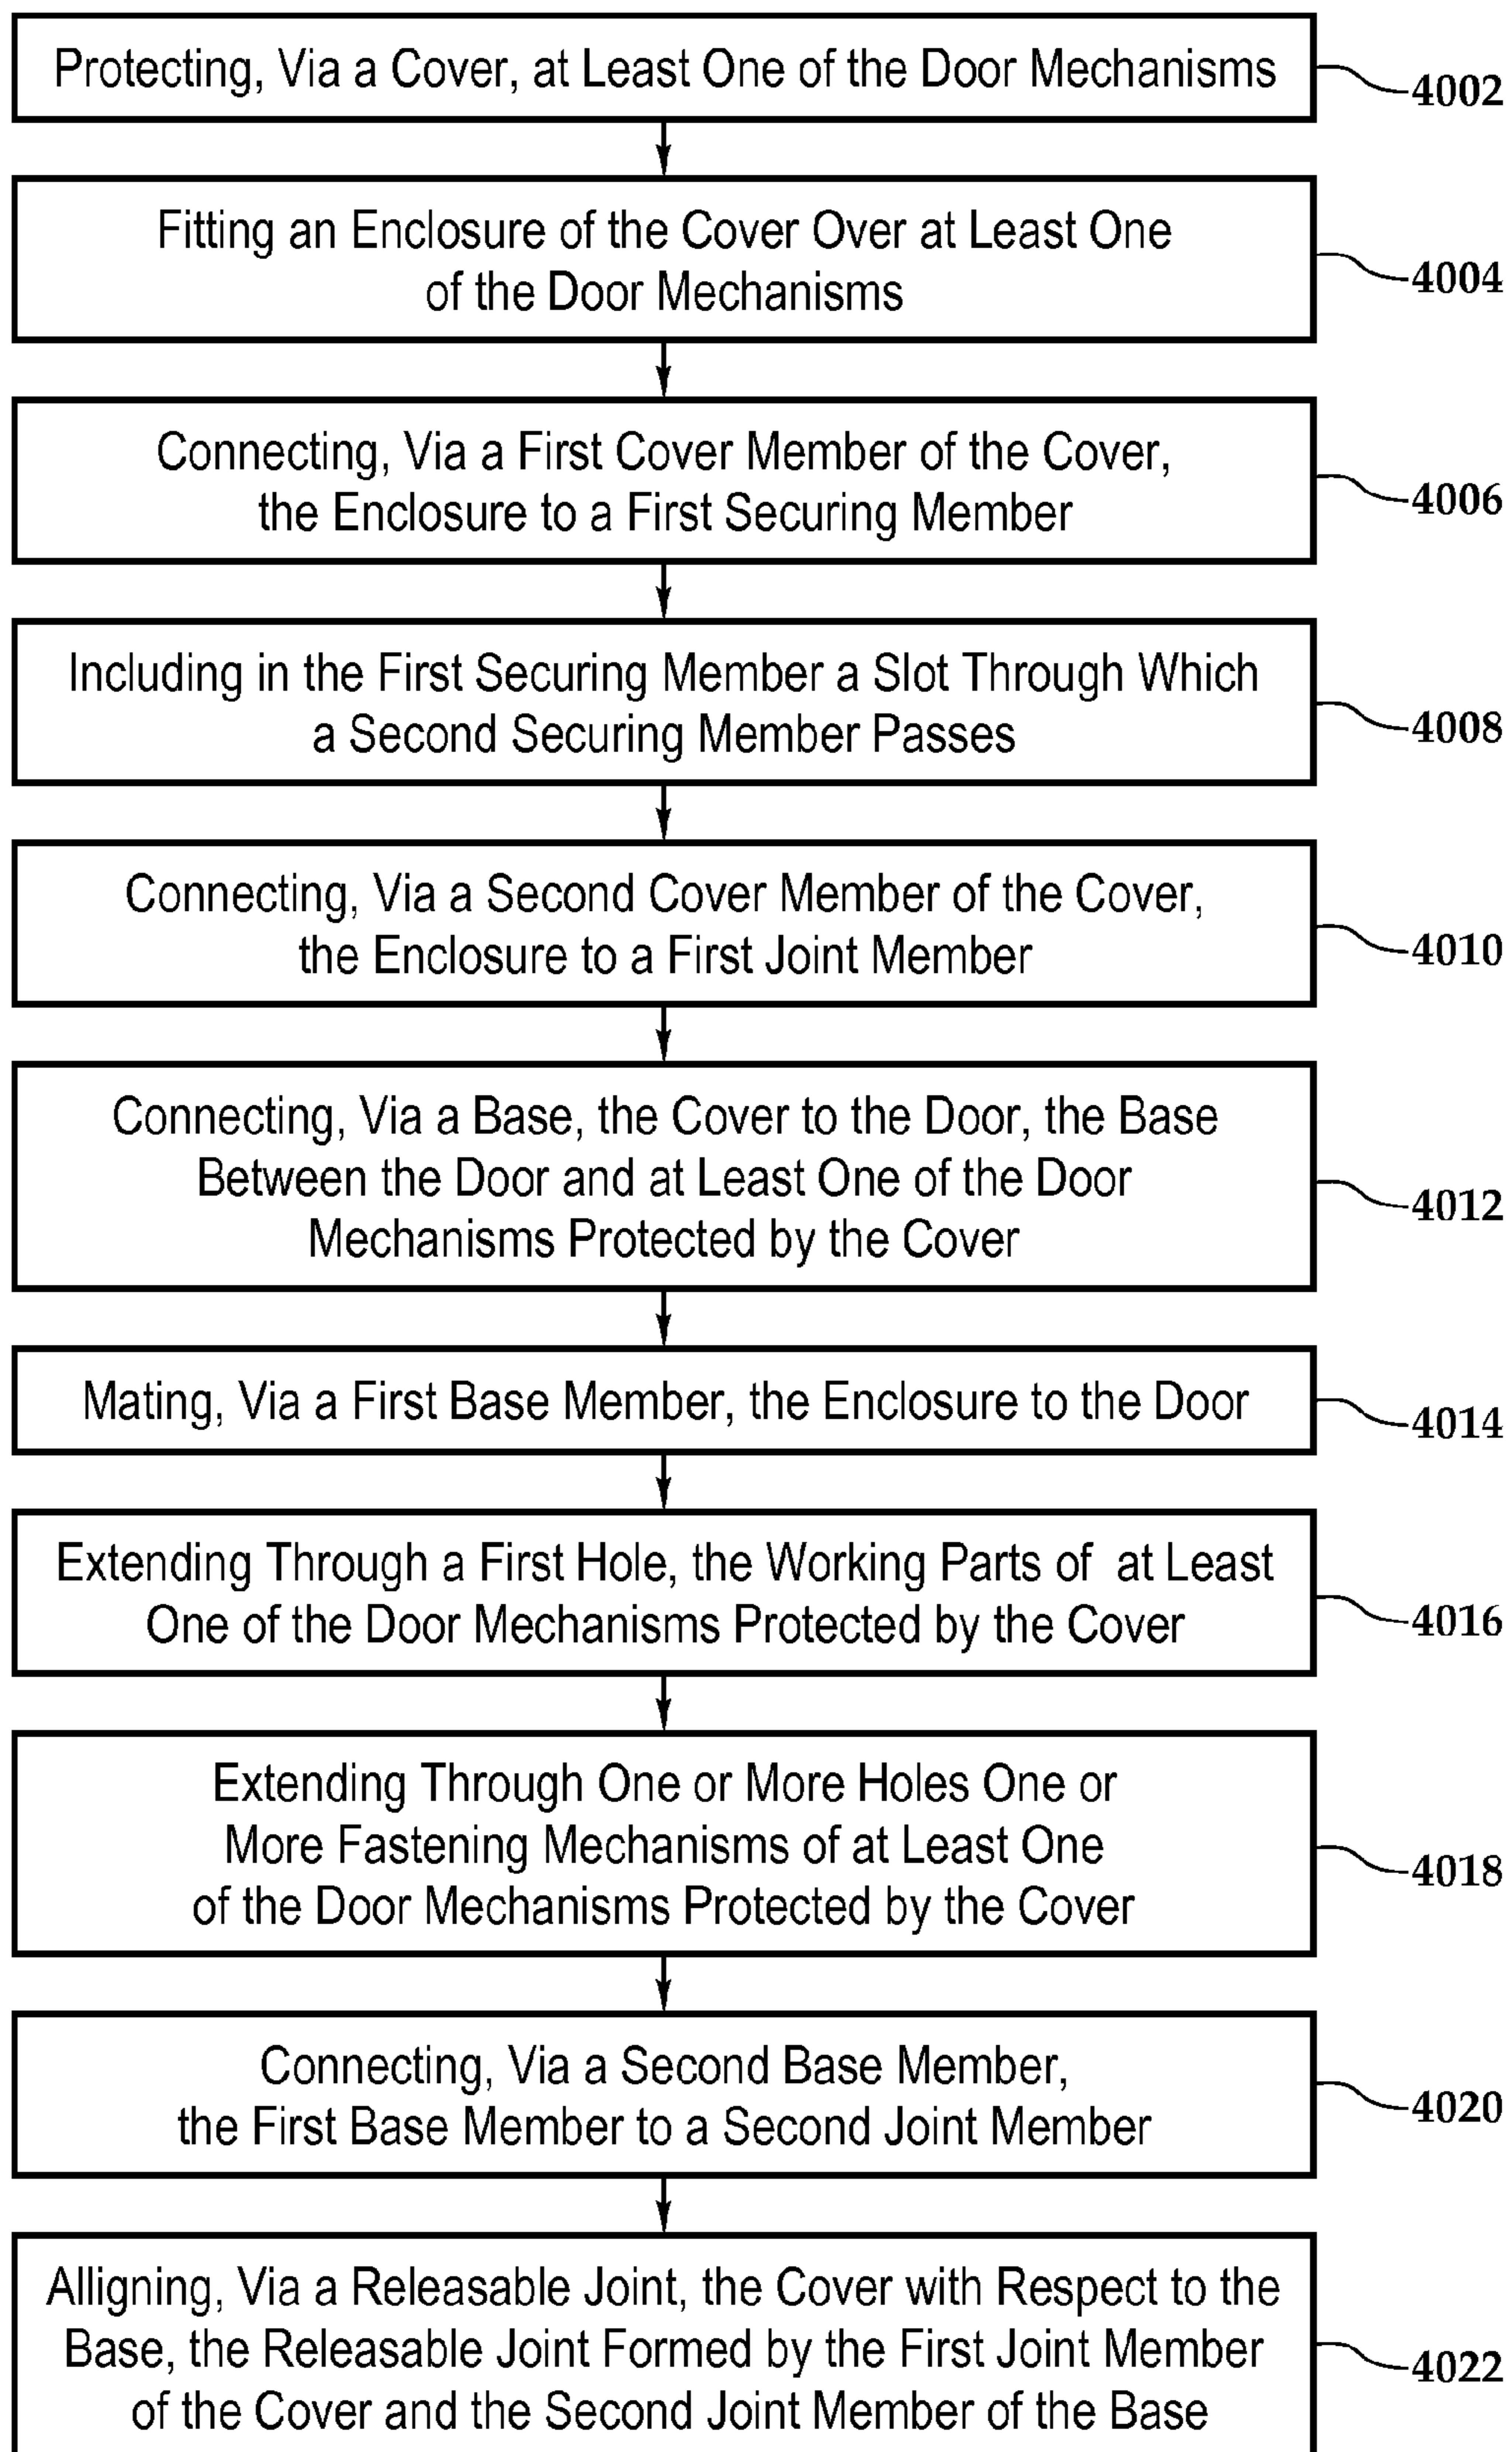 Protecting, Via a Cover, at Least One of the Door Mechanisms
4002
Fitting an Enclosure of the Cover Over at Least One
of the Door Mechanisms
4004
Connecting, Via a First Cover Member of the Cover,
the Enclosure to a First Securing Member
4006
Including in the First Securing Member a Slot Through Which
a Second Securing Member Passes
4008
Connecting, Via a Second Cover Member of the Cover,
the Enclosure to a First Joint Member
4010
Connecting, Via a Base, the Cover to the Door, the Base
Between the Door and at Least One of the Door
Mechanisms Protected by the Cover
4012
Mating, Via a First Base Member, the Enclosure to the Door
4014
Extending Through a First Hole, the Working Parts of at Least
One of the Door Mechanisms Protected by the Cover
4016
Extending Through One or More Holes One or
More Fastening Mechanisms of at Least One
of the Door Mechanisms Protected by the Cover
4018
Connecting, Via a Second Base Member,
the First Base Member to a Second Joint Member
4020
Alligning, Via a Releasable Joint, the Cover with Respect to the
Base, the Releasable Joint Formed by the First Joint Member
of the Cover and the Second Joint Member of the Base
4022